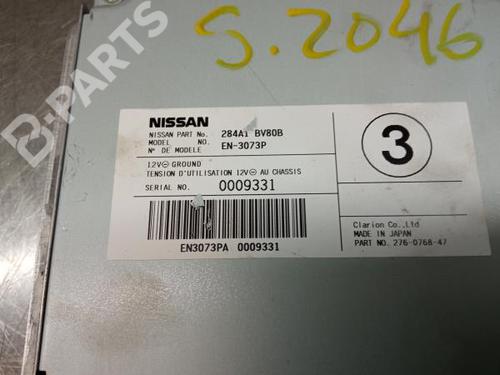 S.2046
B-PARTS
NISSAN
NISSAN PART No. 284A1 BV80B
MODEL NO. EN-3073P
N° DE MODELE
12V⊖ GROUND
TENSION D'UTILISATION 12V⊖ AU CHASSIS
SERIAL NO. 0009331
EN3073PA 0009331
3
Clarion Co.,Ltd
MADE IN JAPAN
PART NO. 276-0768-47